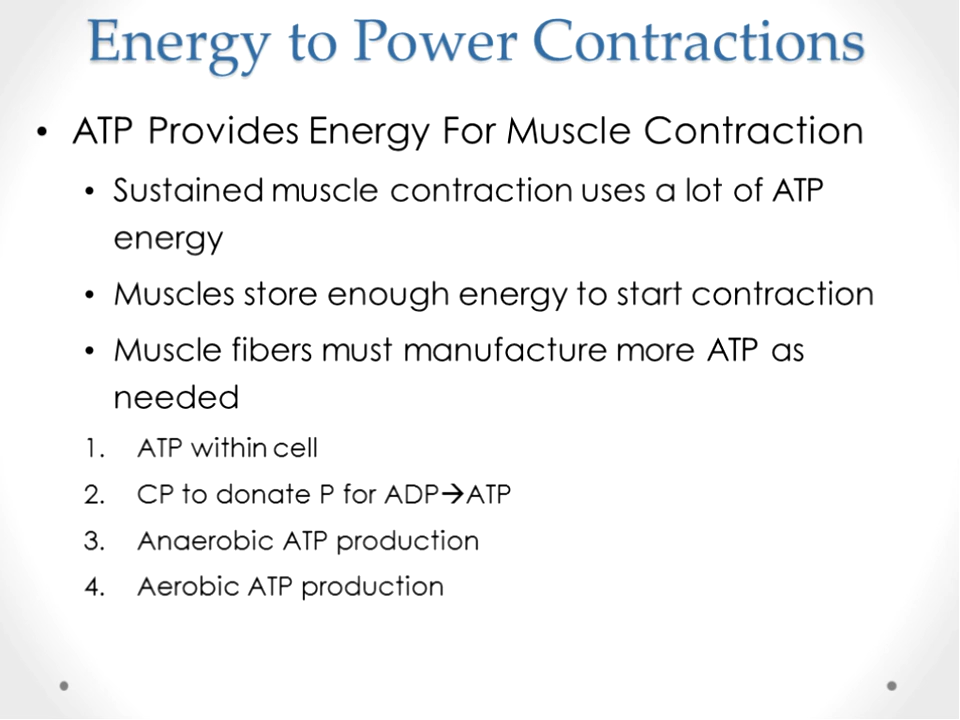 Energy to Power Contractions
• ATP Provides Energy For Muscle Contraction
• Sustained muscle contraction uses a lot of ATP
energy
• Muscles store enough energy to start contraction
• Muscle fibers must manufacture more ATP as
needed
1. ATP within cell
2. CP to donate P for ADP→ATP
3. Anaerobic ATP production
4. Aerobic ATP production